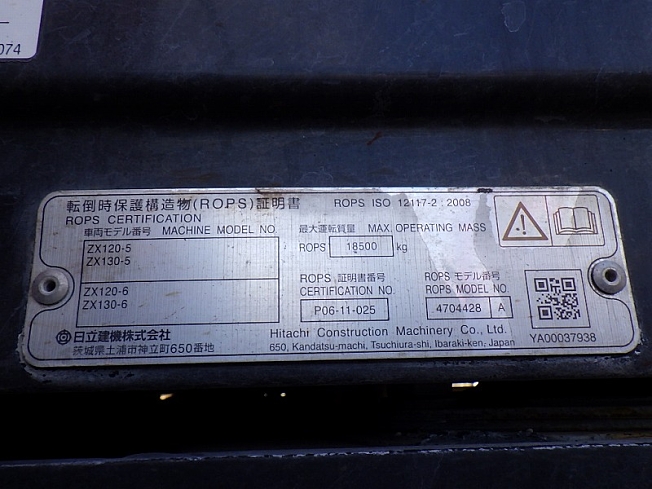 074
転倒時保護構造物(ROPS)証明書
ROPS ISO 12117-2 : 2008
ROPS CERTIFICATION
車両モデル番号 MACHINE MODEL NO.
ZX120-5
ZX130-5
ZX120-6
ZX130-6
最大運転質量 MAX. OPERATING MASS
ROPS 18500 kg
ROPS 証明書番号
CERTIFICATION NO.
P06-11-025
ROPS モデル番号
ROPS MODEL NO.
4704428 A
日立建機株式会社
茨城県土浦市神立町650番地
Hitachi Construction Machinery Co., Ltd.
650, Kandatsu-machi, Tsuchiura-shi, Ibaraki-ken, Japan
YA00037938